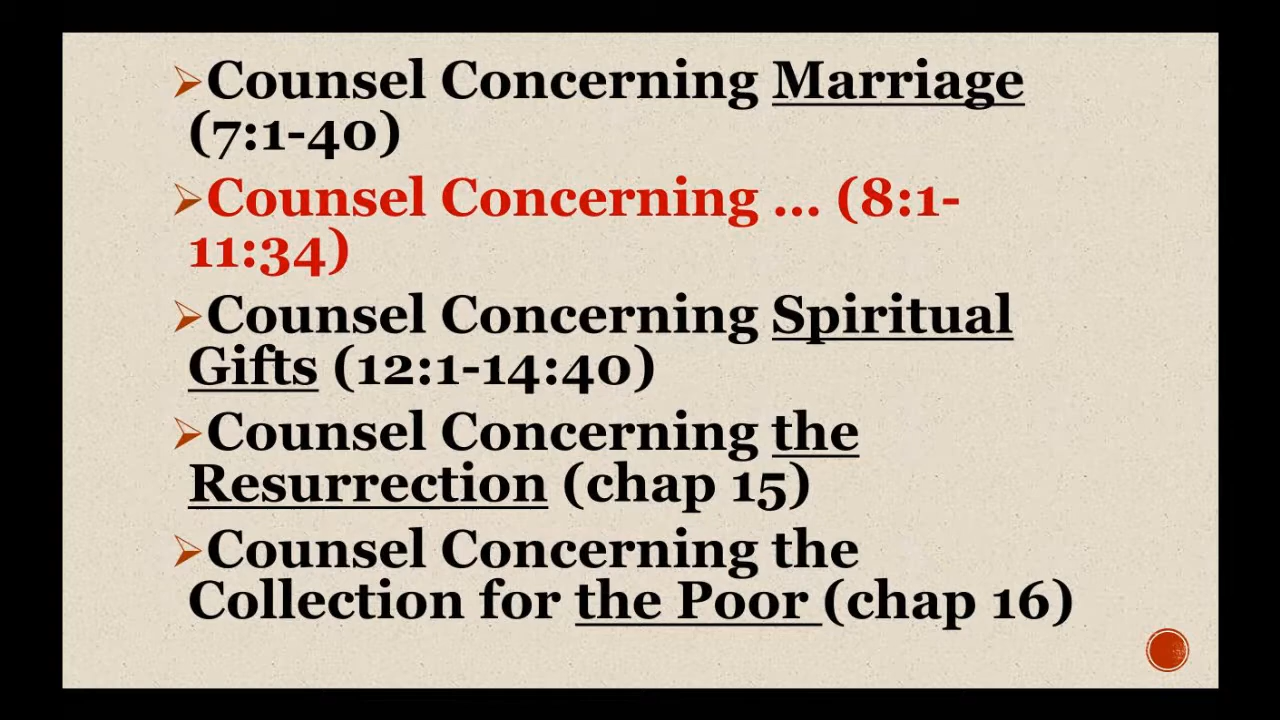 ➢Counsel Concerning Marriage
(7:1-40)
➢Counsel Concerning ... (8:1-
11:34)
➢Counsel Concerning Spiritual
Gifts (12:1-14:40)
➢Counsel Concerning the
Resurrection (chap 15)
➢Counsel Concerning the
Collection for the Poor (chap 16)